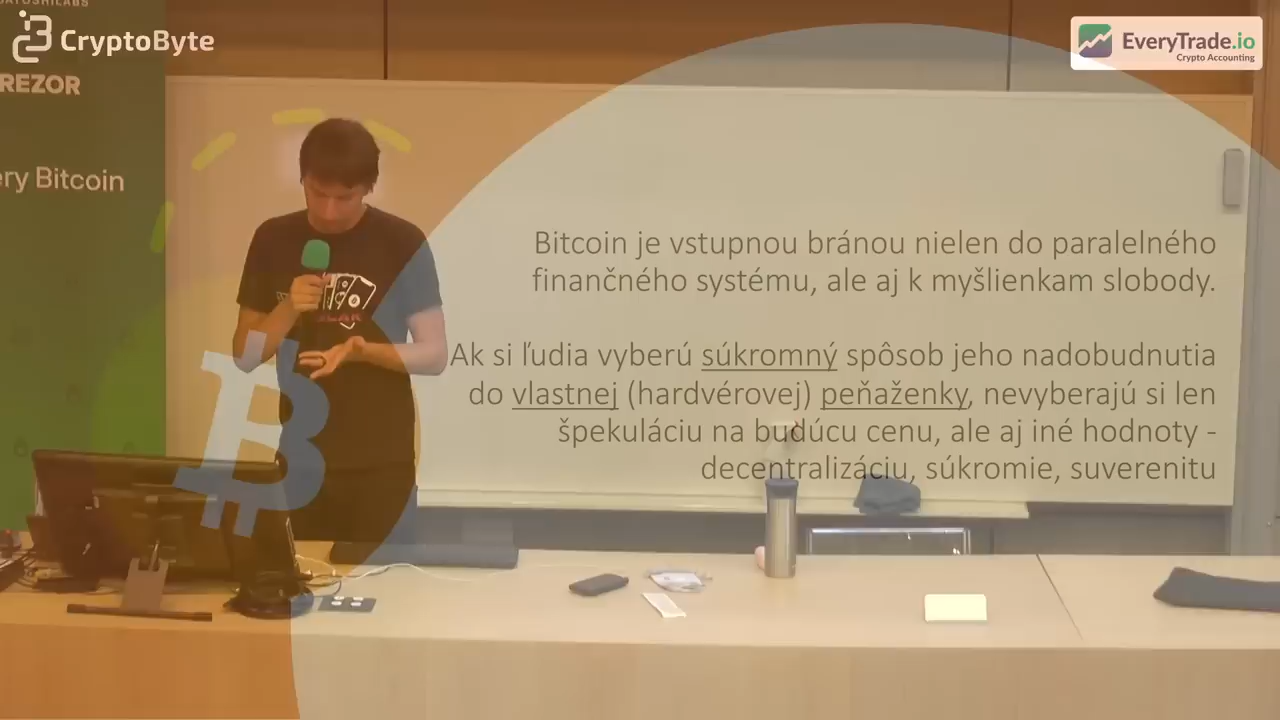 CryptoByte
REZOR
ery Bitcoin
EveryTrade.io
Crypto Accounting
Bitcoin je vstupnou bránou nielen do paralelného
finančného systému, ale aj k myšlienkam slobody.
Ak si ľudia vyberú súkromný spôsob jeho nadobudnutia
do vlastnej (hardvérovej) peňaženky, nevyberajú si len
špekuláciu na budúcu cenu, ale aj iné hodnoty -
decentralizáciu, súkromie, suverenitu